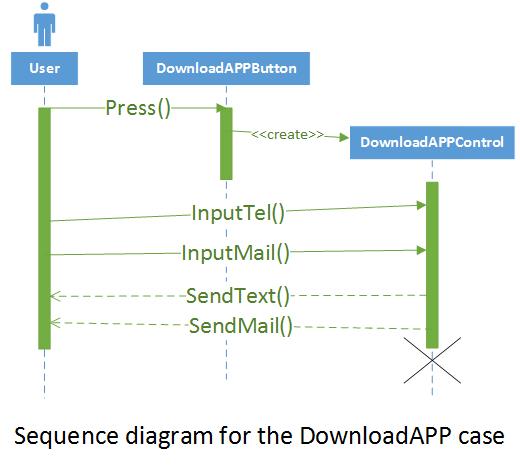 User
DownloadAPPButton
Press()
<<create>>
DownloadAPPControl
InputTel()
InputMail()
SendText()
SendMail()
Sequence diagram for the DownloadAPP case